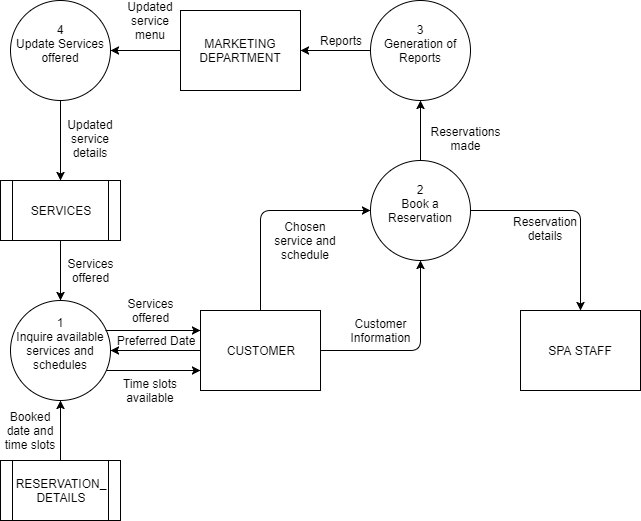 4
Update Services
offered
Updated
service
menu
MARKETING
DEPARTMENT
Reports
3
Generation of
Reports
Updated
service
details
Reservations
made
SERVICES
2
Book a
Reservation
Chosen
service and
schedule
Reservation
details
Services
offered
1
Inquire available
services and
schedules
Services
offered
Preferred Date
Time slots
available
CUSTOMER
Customer
Information
SPA STAFF
Booked
date and
time slots
RESERVATION_
DETAILS